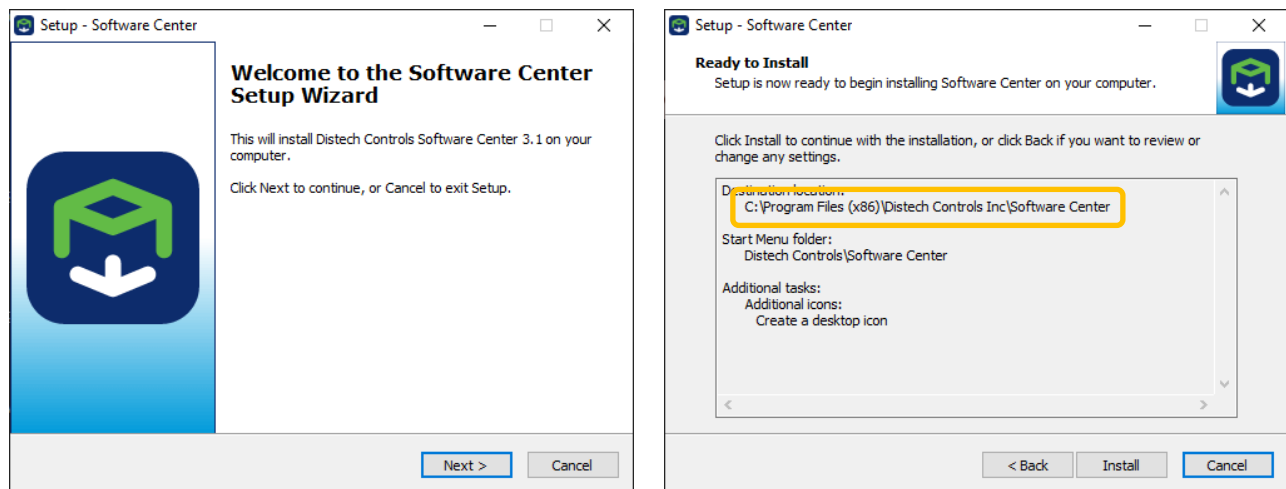 Setup - Software Center
Welcome to the Software Center
Setup Wizard
This will install Distech Controls Software Center 3.1 on your
computer.
Click Next to continue, or Cancel to exit Setup.
Next >
Cancel
Setup - Software Center
Ready to Install
Setup is now ready to begin installing Software Center on your computer.
Click Install to continue with the installation, or click Back if you want to review or
change any settings.
Destination location:
C:\Program Files (x86)\Distech Controls Inc\Software Center
Start Menu folder:
Distech Controls\Software Center
Additional tasks:
Additional icons:
Create a desktop icon
< Back
Install
Cancel